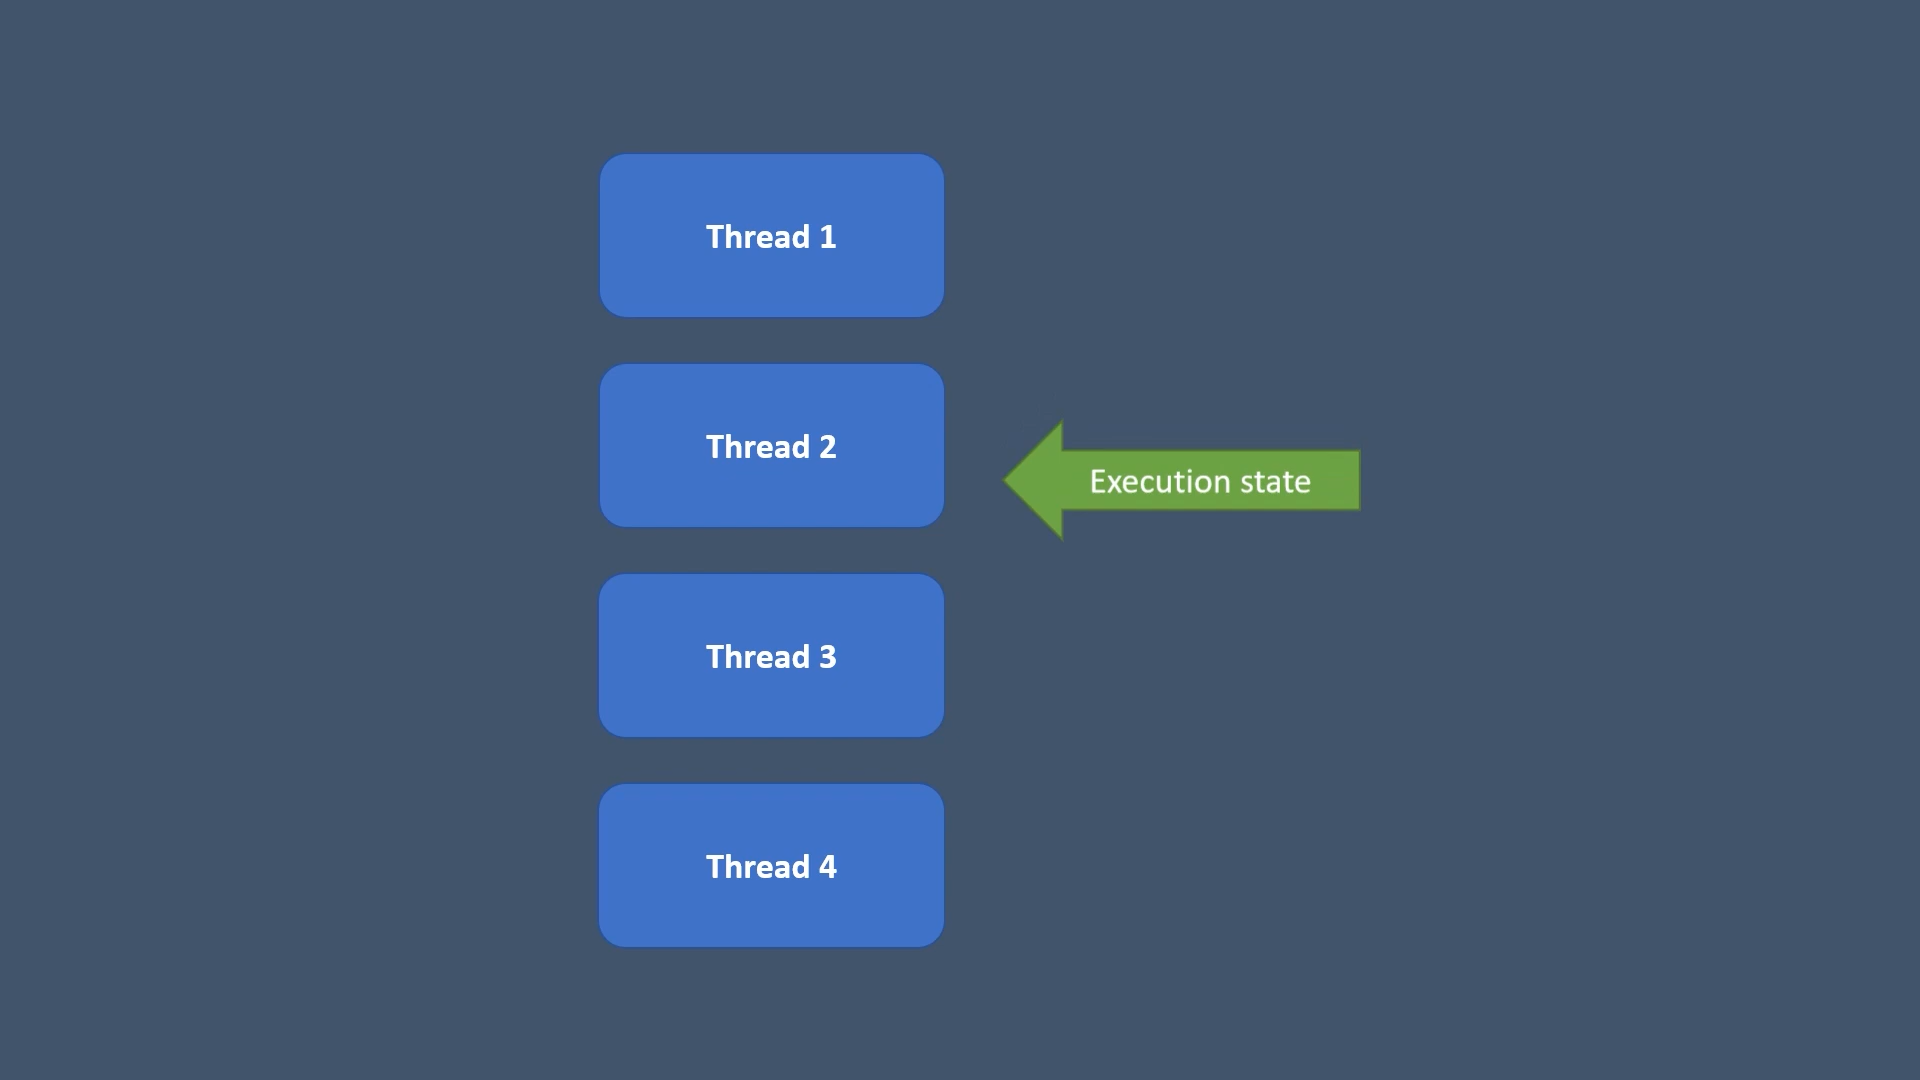 Thread 1
Thread 2
Execution state
Thread 3
Thread 4